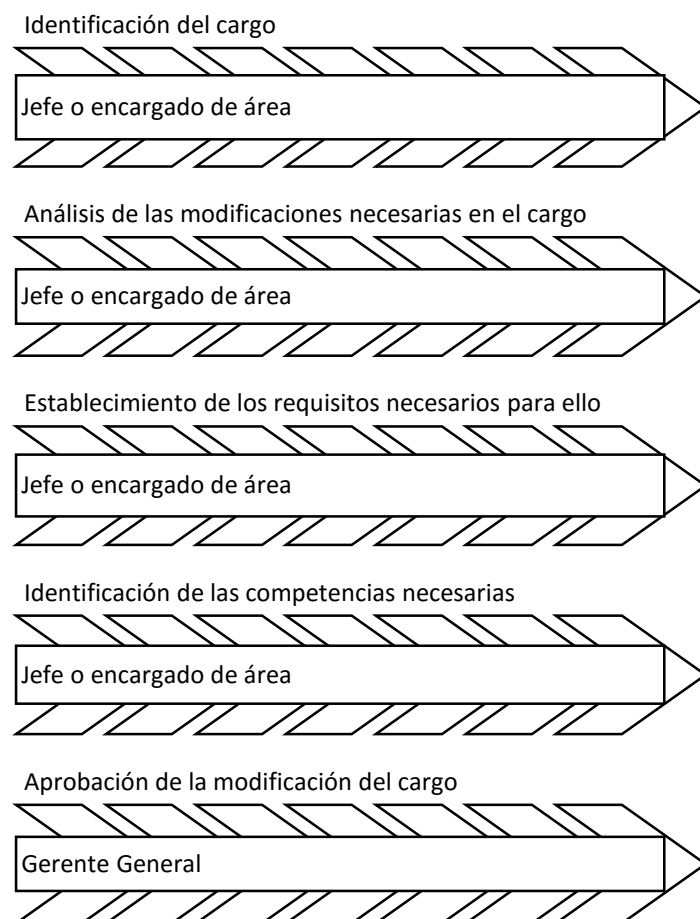 Identificación del cargo
Jefe o encargado de área
Análisis de las modificaciones necesarias en el cargo
Jefe o encargado de área
Establecimiento de los requisitos necesarios para ello
Jefe o encargado de área
Identificación de las competencias necesarias
Jefe o encargado de área
Aprobación de la modificación del cargo
Gerente General